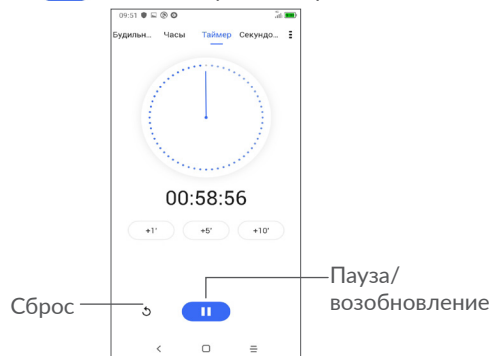 09:51
Будильн... Часы Таймер Секундо...
00:58:56
+1' +5' +10'
Пауза/
возобновление
Сброс